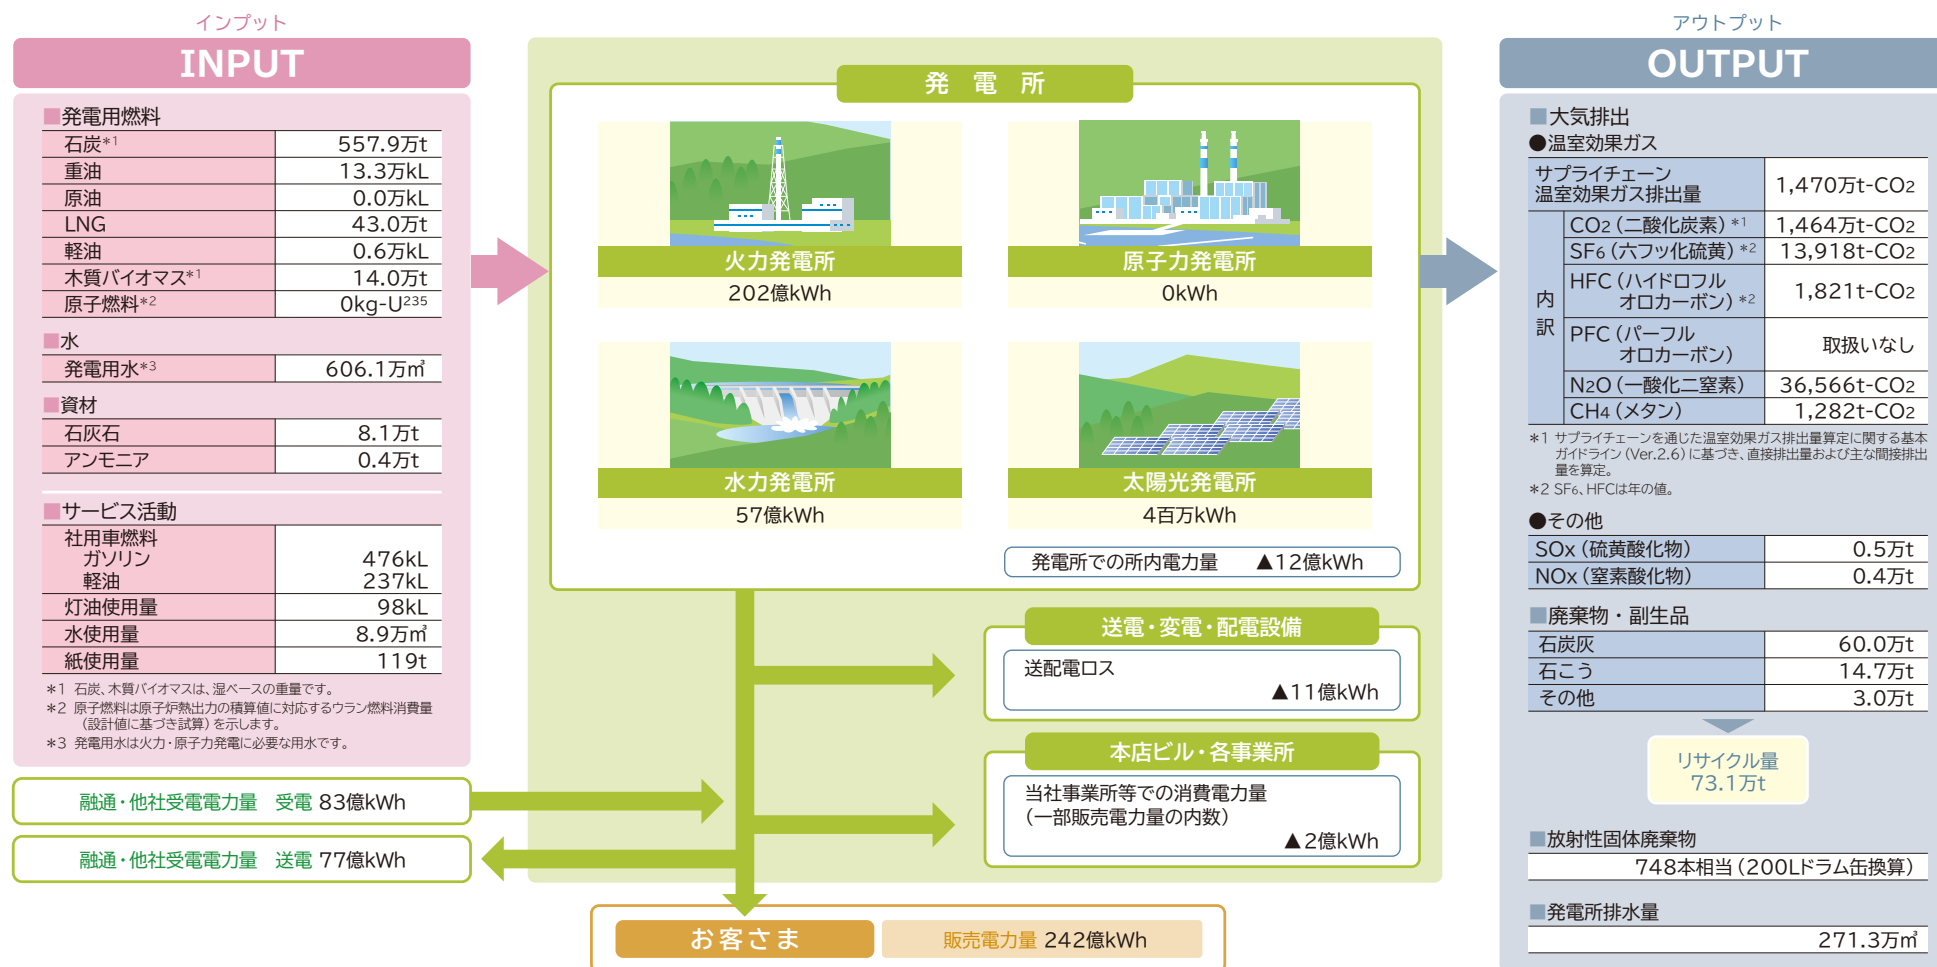 インプット
INPUT
■発電用燃料
石炭*1 557.9万t
重油 13.3万kL
原油 0.0万kL
LNG 43.0万t
軽油 0.6万kL
木質バイオマス*1 14.0万t
原子燃料*2 0kg-U235
■水
発電用水*3 606.1万㎥
■資材
石灰石 8.1万t
アンモニア 0.4万t
■サービス活動
社用車燃料
ガソリン 476kL
軽油 237kL
灯油使用量 98kL
水使用量 8.9万㎥
紙使用量 119t
*1 石炭、木質バイオマスは、湿ベースの重量です。
*2 原子燃料は原子炉熱出力の積算値に対応するウラン燃料消費量
（設計値に基づき試算）を示します。
*3 発電用水は火力・原子力発電に必要な用水です。
融通・他社受電電力量 受電 83億kWh
融通・他社受電電力量 送電 77億kWh
発電所
火力発電所
202億kWh
原子力発電所
0kWh
水力発電所
57億kWh
太陽光発電所
4百万kWh
発電所での所内電力量 ▲12億kWh
送電・変電・配電設備
送配電ロス
▲11億kWh
本店ビル・各事業所
当社事業所等での消費電力量
（一部販売電力量の内数）
▲2億kWh
お客さま
販売電力量 242億kWh
アウトプット
OUTPUT
■大気排出
●温室効果ガス
サプライチェーン
温室効果ガス排出量 1,470万t-CO2
内訳
CO2（二酸化炭素）*1 1,464万t-CO2
SF6（六フッ化硫黄）*2 13,918t-CO2
HFC（ハイドロフル
オロカーボン）*2 1,821t-CO2
PFC（パーフル
オロカーボン） 取扱いなし
N2O（一酸化二窒素） 36,566t-CO2
CH4（メタン） 1,282t-CO2
*1 サプライチェーンを通じた温室効果ガス排出量算定に関する基本
ガイドライン（Ver.2.6）に基づき、直接排出量および主な間接排出
量を算定。
*2 SF6、HFCは年の値。
●その他
SOx（硫黄酸化物） 0.5万t
NOx（窒素酸化物） 0.4万t
■廃棄物・副生品
石炭灰 60.0万t
石こう 14.7万t
その他 3.0万t
リサイクル量
73.1万t
■放射性固体廃棄物
748本相当（200Lドラム缶換算）
■発電所排水量
271.3万㎥